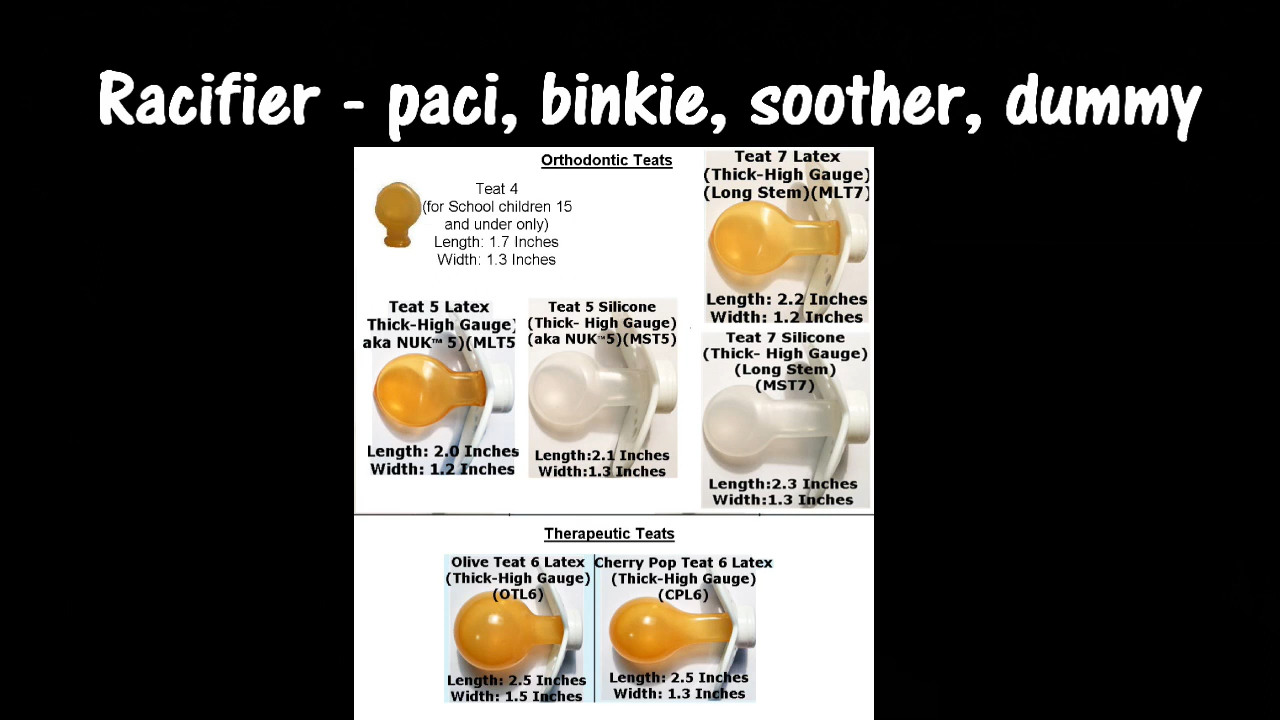 Racifier - paci, binkie, soother, dummy
Orthodontic Teats
Teat 4
(for School children 15
and under only)
Length: 1.7 Inches
Width: 1.3 Inches
Teat 7 Latex
(Thick-High Gauge)
(Long Stem)(MLT7)
Length: 2.2 Inches
Width: 1.2 Inches
Teat 5 Latex
Thick-High Gauge)
aka NUK™ 5)(MLT5
Length: 2.0 Inches
Width: 1.2 Inches
Teat 5 Silicone
(Thick- High Gauge)
(aka NUK™5)(MST5)
Length:2.1 Inches
Width:1.3 Inches
Teat 7 Silicone
(Thick- High Gauge)
(Long Stem)
(MST7)
Length:2.3 Inches
Width:1.3 Inches
Therapeutic Teats
Olive Teat 6 Latex
(Thick-High Gauge)
(OTL6)
Length: 2.5 Inches
Width: 1.5 Inches
Cherry Pop Teat 6 Latex
(Thick-High Gauge)
(CPL6)
Length: 2.5 Inches
Width: 1.3 Inches